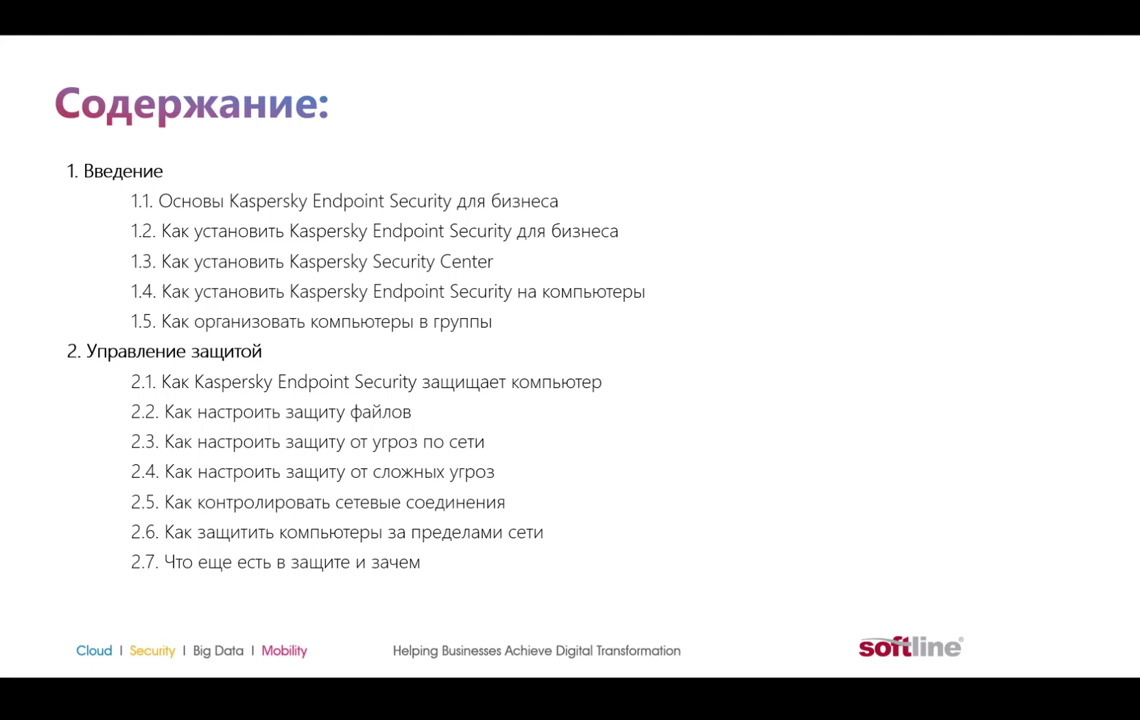 Содержание:
1. Введение
1.1. Основы Kaspersky Endpoint Security для бизнеса
1.2. Как установить Kaspersky Endpoint Security для бизнеса
1.3. Как установить Kaspersky Security Center
1.4. Как установить Kaspersky Endpoint Security на компьютеры
1.5. Как организовать компьютеры в группы
2. Управление защитой
2.1. Как Kaspersky Endpoint Security защищает компьютер
2.2. Как настроить защиту файлов
2.3. Как настроить защиту от угроз по сети
2.4. Как настроить защиту от сложных угроз
2.5. Как контролировать сетевые соединения
2.6. Как защитить компьютеры за пределами сети
2.7. Что еще есть в защите и зачем
Cloud | Security | Big Data | Mobility Helping Businesses Achieve Digital Transformation softline®